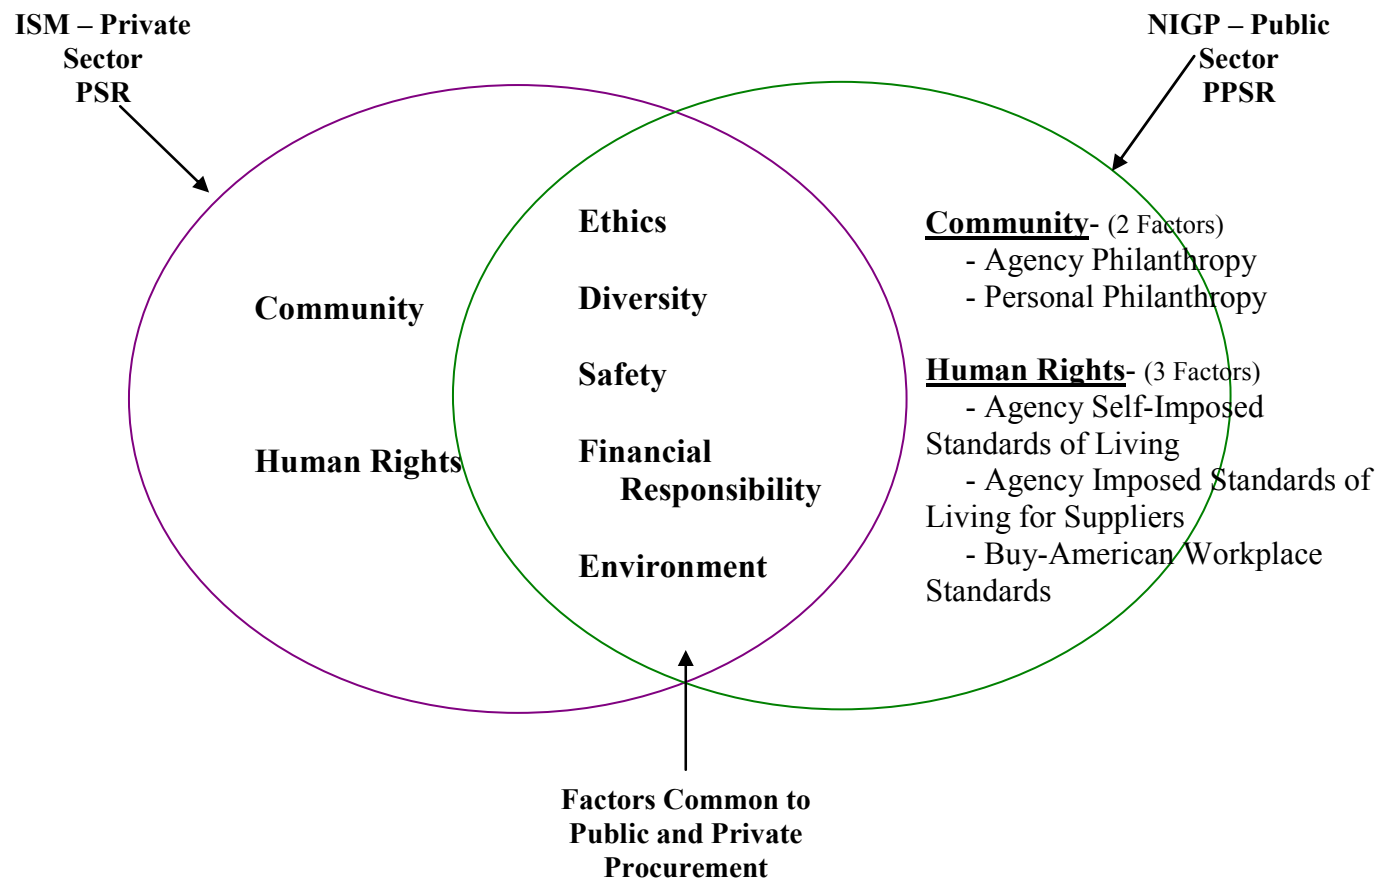 ISM – Private
Sector
PSR
NIGP – Public
Sector
PPSR
Community
Human Rights
Ethics
Diversity
Safety
Financial
Responsibility
Environment
Community- (2 Factors)
- Agency Philanthropy
- Personal Philanthropy
Human Rights- (3 Factors)
- Agency Self-Imposed
Standards of Living
- Agency Imposed Standards of
Living for Suppliers
- Buy-American Workplace
Standards
Factors Common to
Public and Private
Procurement